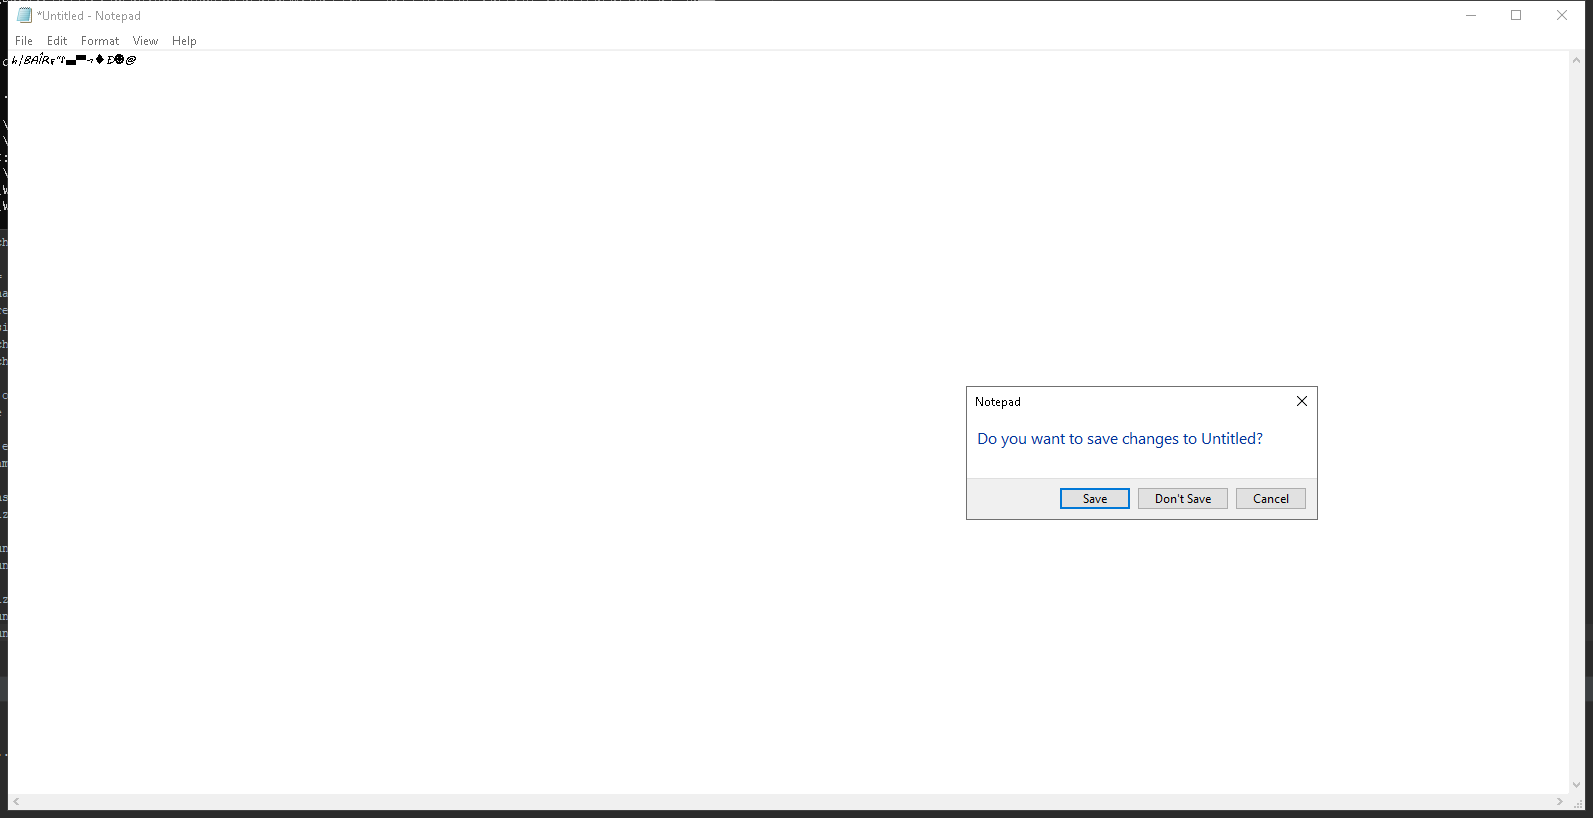 *Untitled - Notepad
File Edit Format View Help
Notepad
Do you want to save changes to Untitled?
Save Don't Save Cancel